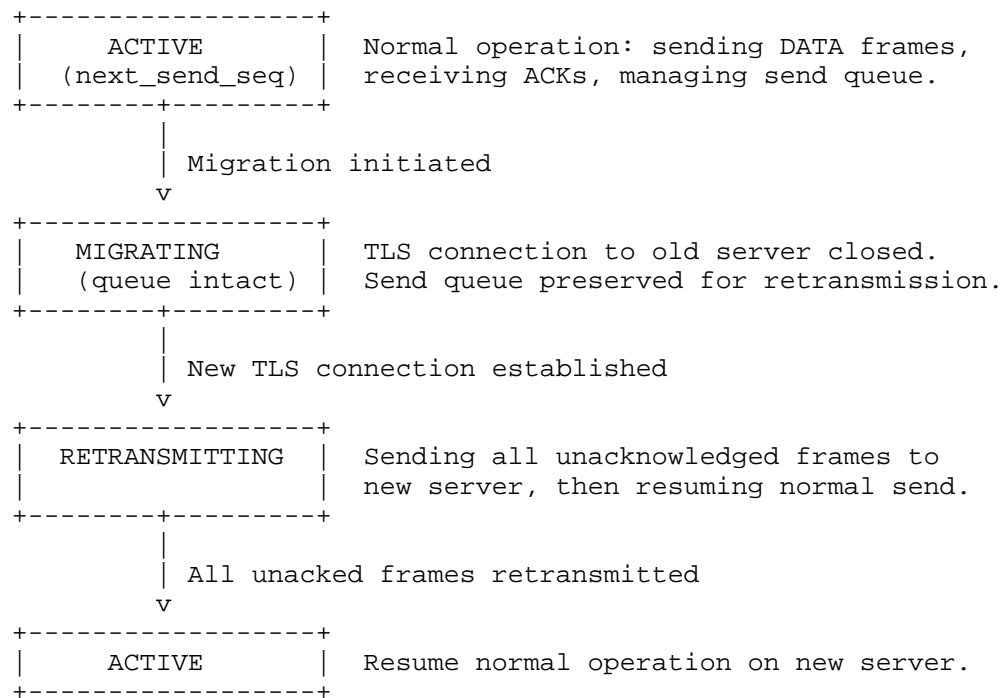 ACTIVE Normal operation: sending DATA frames,
(next_send_seq) receiving ACKs, managing send queue.
Migration initiated
MIGRATING TLS connection to old server closed.
(queue intact) Send queue preserved for retransmission.
New TLS connection established
RETRANSMITTING Sending all unacknowledged frames to
new server, then resuming normal send.
All unacked frames retransmitted
ACTIVE Resume normal operation on new server.